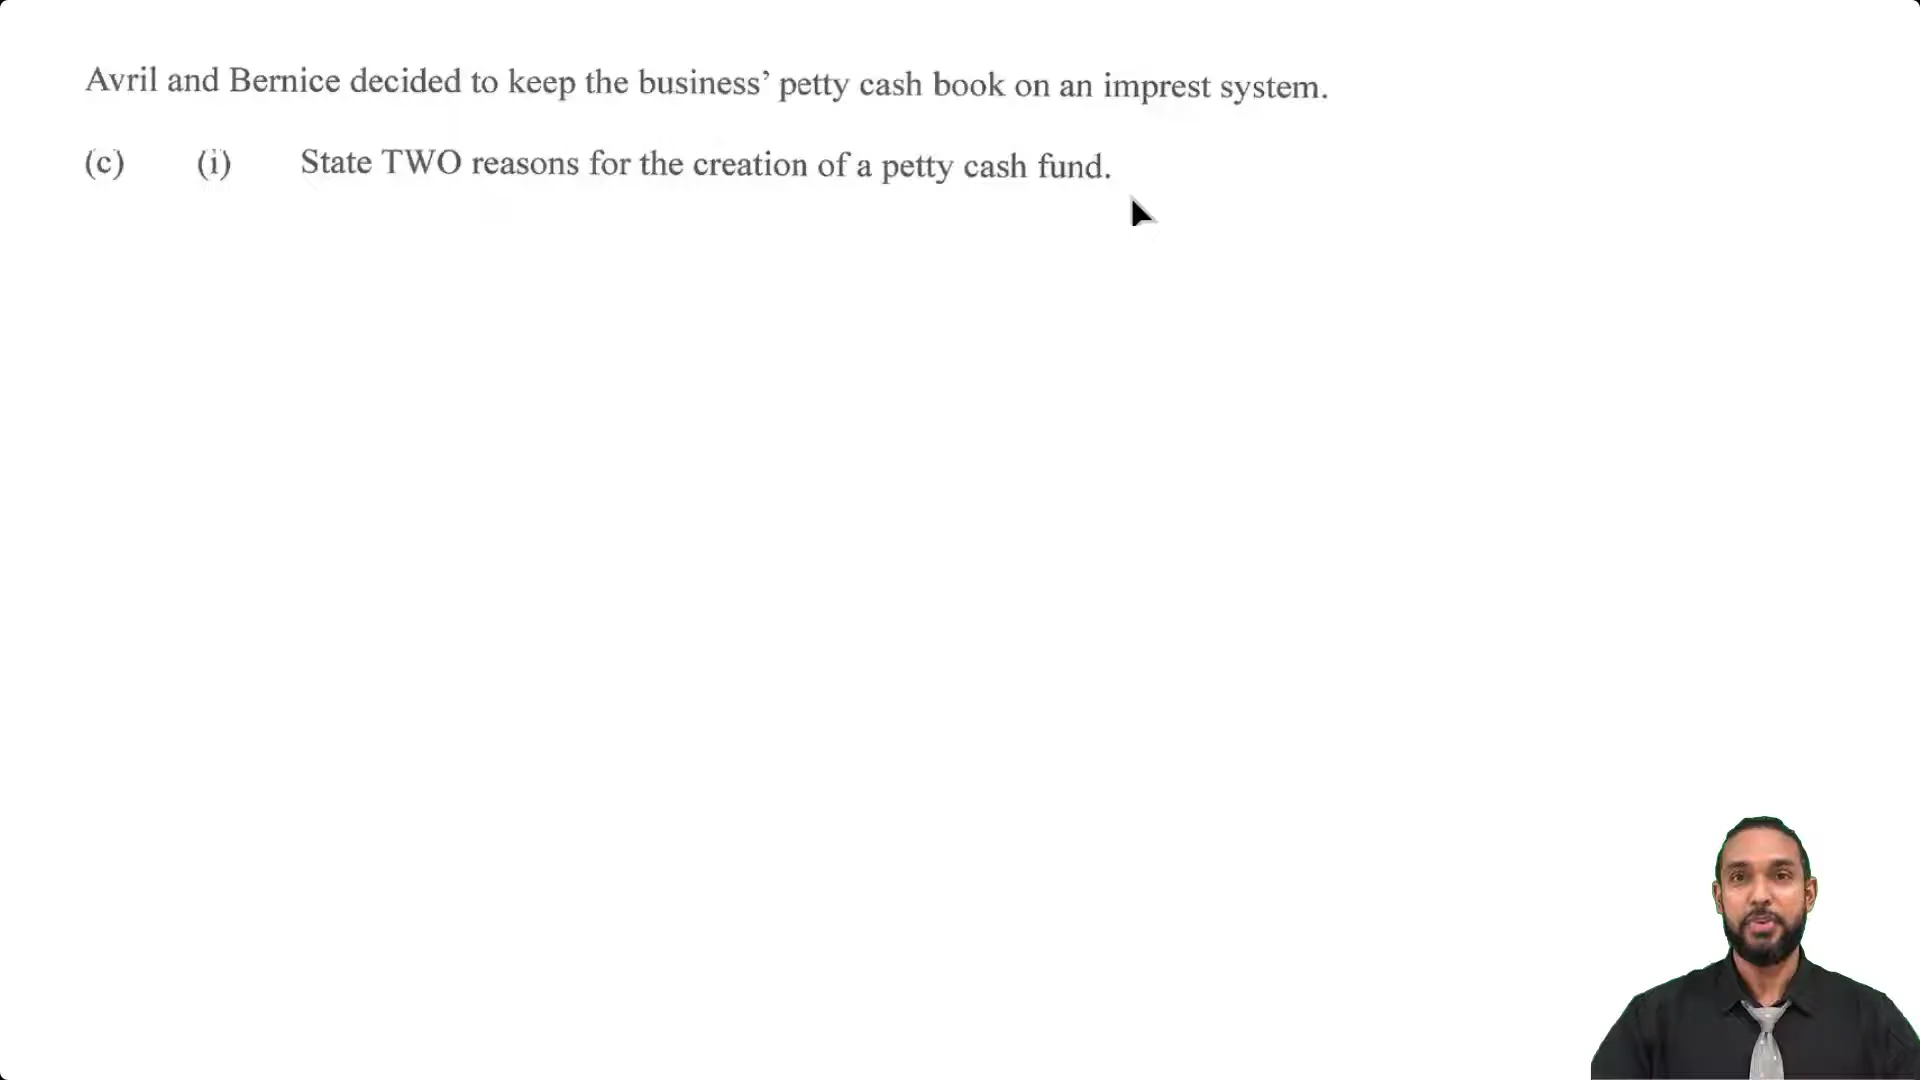 Avril and Bernice decided to keep the business’ petty cash book on an imprest system.
(c) (i) State TWO reasons for the creation of a petty cash fund.